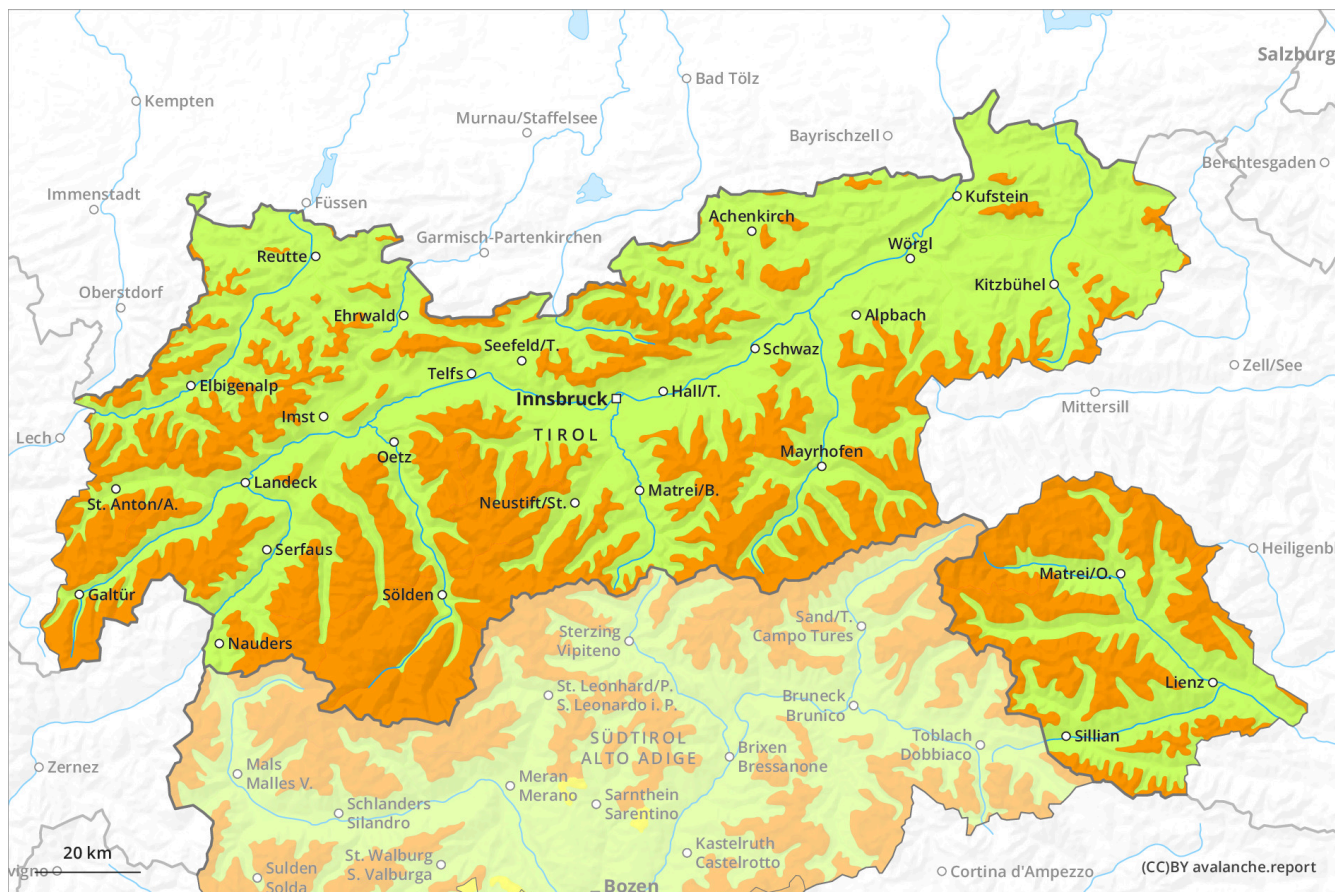 Salzburg
Bad Tölz
Kempten
Murnau/Staffelsee
Bayrischzell
Berchtesgaden
Immenstadt
Füssen
Kufstein
Achenkirch
Garmisch-Partenkirchen
Wörgl
Reutte
Kitzbühel
Oberstdorf
Ehrwald
Alpbach
Seefeld/T.
Schwaz
Zell/See
Telfs
Elbigenalp
Hall/T.
Innsbruck
Mittersill
Imst
Lech
TIROL
Oetz
Mayrhofen
Landeck
Matrei/B.
St. Anton/A.
Neustift/St.
Serfaus
Heiligenb
Matrei/O.
Galtür
Sölden
Sand/T.
Campo Tures
Sterzing
Vipiteno
Nauders
Lienz
St. Leonhard/P.
S. Leonardo i. P.
Bruneck
Brunico
Sillian
SÜDTIROL
ALTO ADIGE
Toblach
Dobbiaco
Brixen
Bressanone
Zernez
Mals
Malles V.
Meran
Merano
Sarnthein
Sarentino
Schlanders
Silandro
Kastelruth
Castelrotto
20 km
St. Walburg
S. Valburga
vigno
Sulden
Solda
Bozen
Cortina d'Ampezzo
(CC)BY avalanche.report